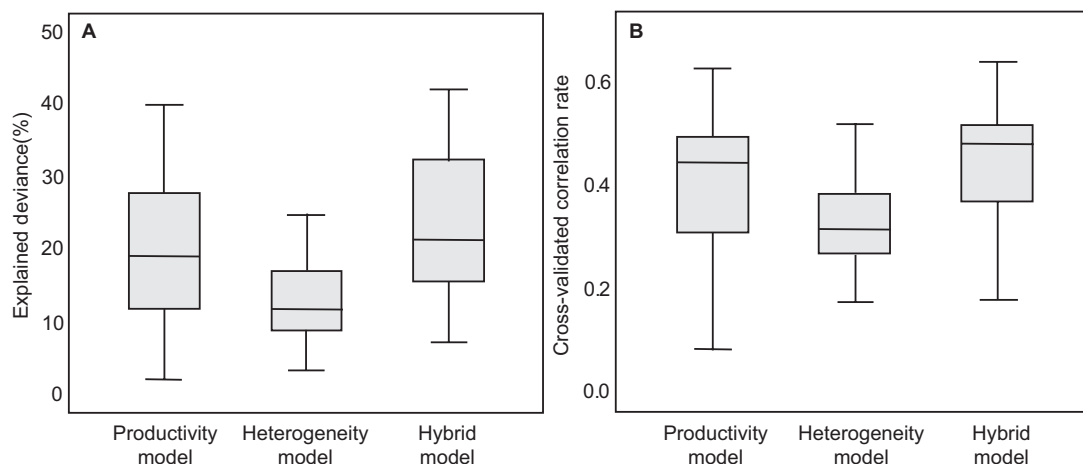 A
50
40
30
20
10
0
Explained deviance(%)
Productivity
model
Heterogeneity
model
Hybrid
model
B
0.6
0.4
0.2
0.0
Cross-validated correlation rate
Productivity
model
Heterogeneity
model
Hybrid
model